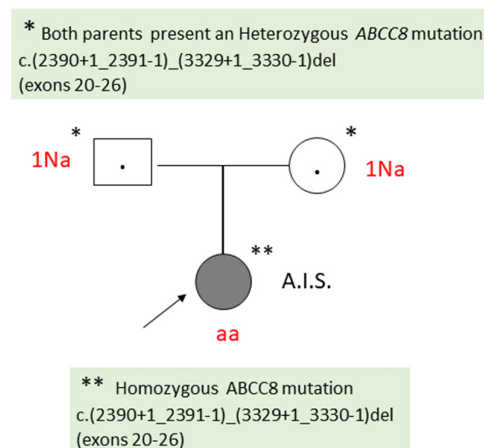 * Both parents present an Heterozygous ABCC8 mutation
c.(2390+1_2391-1)_(3329+1_3330-1)del
(exons 20-26)
* *
1Na 1Na
**
A.I.S.
aa
** Homozygous ABCC8 mutation
c.(2390+1_2391-1)_(3329+1_3330-1)del
(exons 20-26)